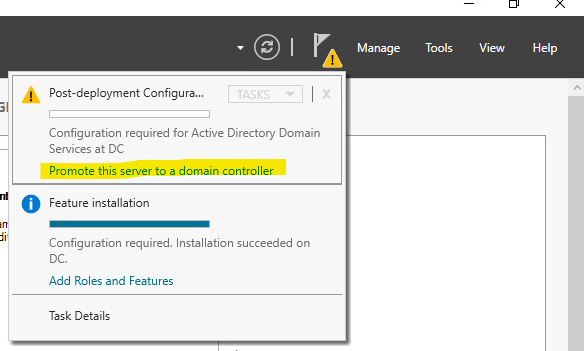 Manage Tools View Help
Post-deployment Configura... TASKS X
Configuration required for Active Directory Domain
Services at DC
Promote this server to a domain controller
Feature installation
Configuration required. Installation succeeded on
DC.
Add Roles and Features
Task Details